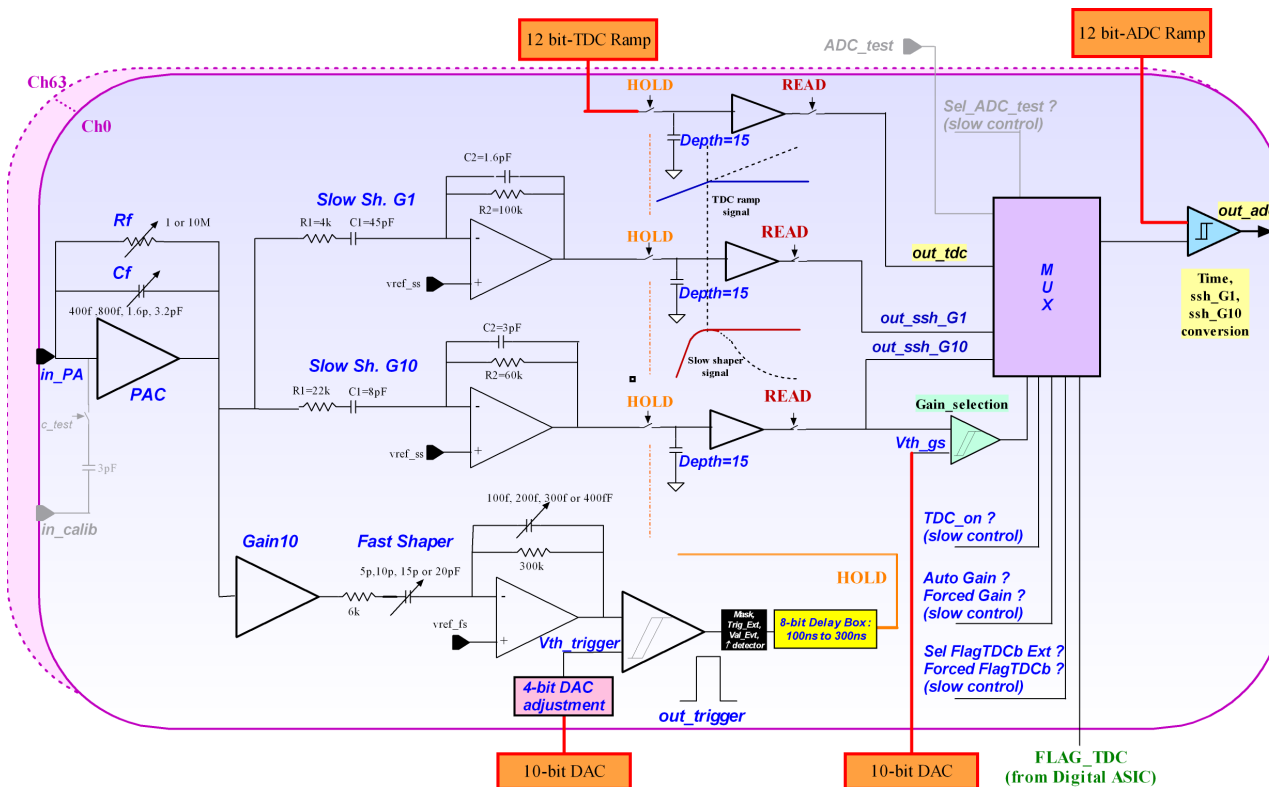 12 bit-TDC Ramp
12 bit-ADC Ramp
ADC_test
Ch63
Ch0
HOLD
READ
Sel_ADC_test ?
(slow control)
Depth=15
C2=1.6pF
Slow Sh. G1
R2=100k
TDC ramp
signal
Rf
1 or 10M
R1=4k
C1=45pF
-
+
vref_ss
HOLD
READ
out_tdc
M
U
X
out_adc
Cf
400f ,800f, 1.6p, 3.2pF
Depth=15
Time,
ssh_G1,
ssh_G10
conversion
out_ssh_G1
out_ssh_G10
in_PA
PAC
C2=3pF
Slow Sh. G10
R2=60k
Slow shaper
signal
R1=22k
C1=8pF
-
+
vref_ss
HOLD
READ
Gain_selection
Vth_gs
Depth=15
c_test
3pF
in_calib
100f, 200f, 300f or 400fF
Gain10
Fast Shaper
300k
5p,10p, 15p or 20pF
6k
-
+
vref_fs
Vth_trigger
Mask,
Trig_Ext,
Val_Evt,
↑ detector
8-bit Delay Box :
100ns to 300ns
HOLD
TDC_on ?
(slow control)
Auto Gain ?
Forced Gain ?
(slow control)
Sel FlagTDCb Ext ?
Forced FlagTDCb ?
(slow control)
4-bit DAC
adjustment
out_trigger
10-bit DAC
10-bit DAC
FLAG_TDC
(from Digital ASIC)